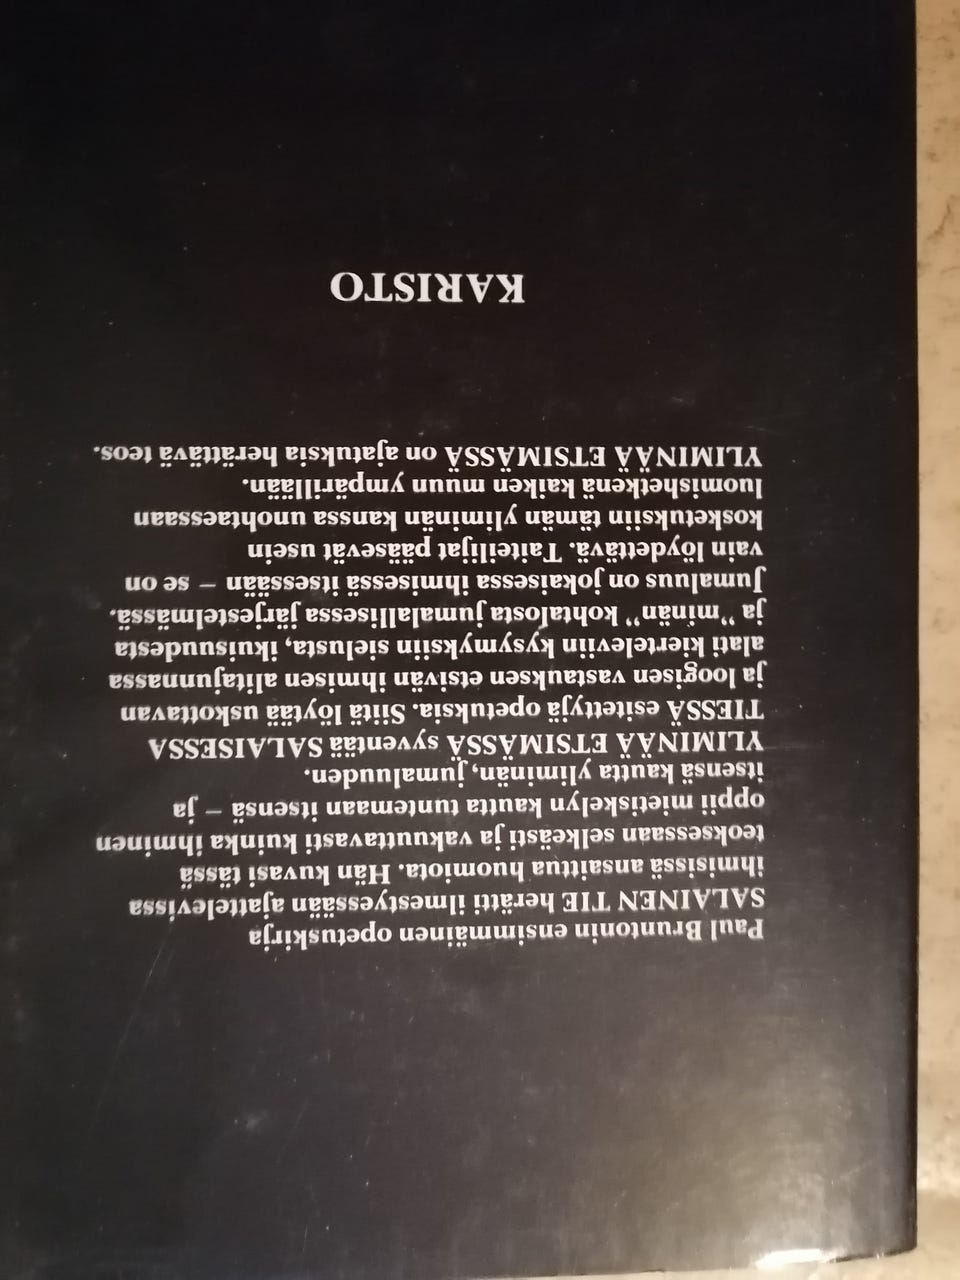 Paul Bruntonin ensimmäinen opetuskirja
SALAINEN TIE herätti ilmestyessään ajattelevissa
ihmisissä ansaittua huomiota. Hän kuvasi tässä
teoksessaan selkeästi ja vakuuttavasti kuinka ihminen
oppii mietiskelyn kautta tuntemaan itsensä – ja
itsensä kautta yliminän, jumaluuden.
YLIMINÄÄ ETSIMÄSSÄ syventää SALAISESSA
TIESSÄ esitettyjä opetuksia. Siitä löytää uskottavan
ja loogisen vastauksen etsivän ihmisen alitajunnassa
alati kierteleviin kysymyksiin sielusta, ikuisuudesta
ja ”minän” kohtalosta jumalallisessa järjestelmässä.
Jumaluus on jokaisessa ihmisessä itsessään – se on
vain löydettävä. Taiteilijat pääsevät usein
kosketuksiin tämän yliminän kanssa unohtaessaan
luomishetkenä kaiken muun ympärillään.
YLIMINÄÄ ETSIMÄSSÄ on ajatuksia herättävä teos.
KARISTO